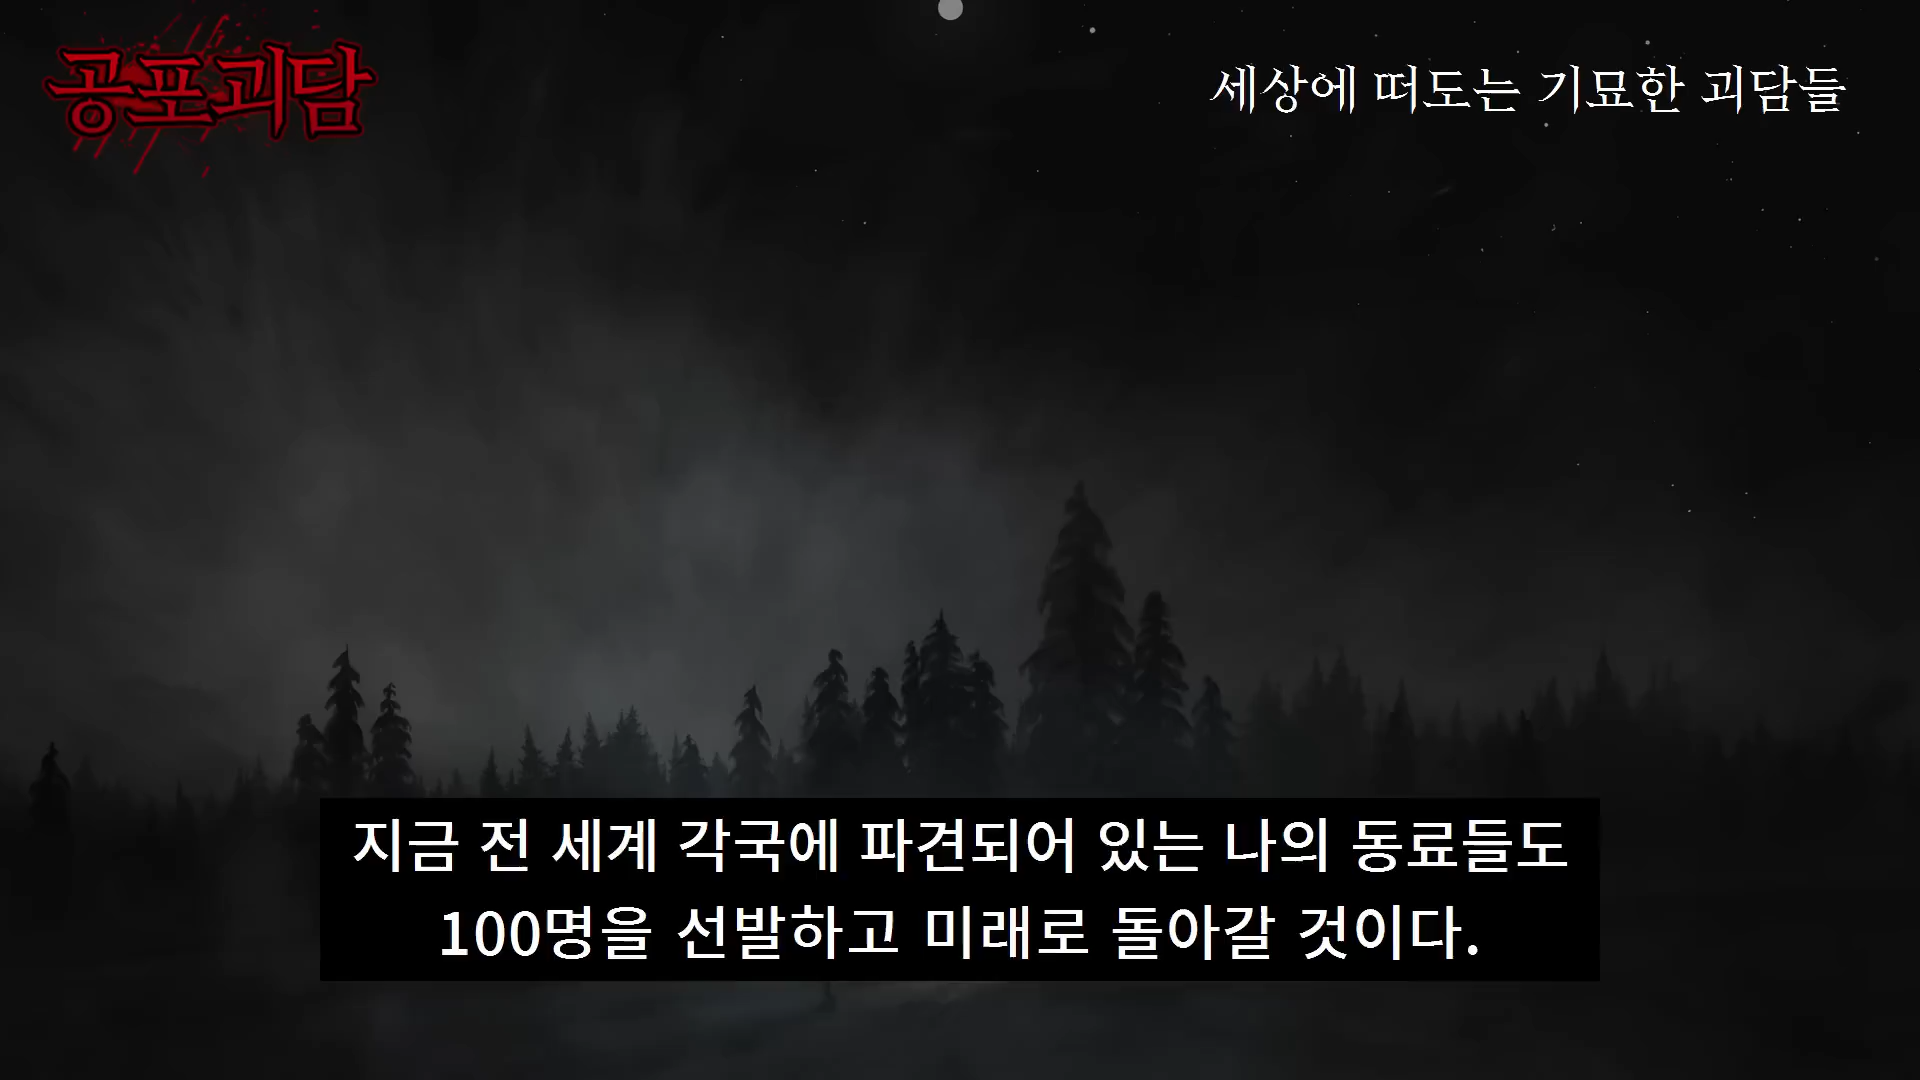 공포괴담
세상에 떠도는 기묘한 괴담들
지금 전 세계 각국에 파견되어 있는 나의 동료들도
100명을 선발하고 미래로 돌아갈 것이다.